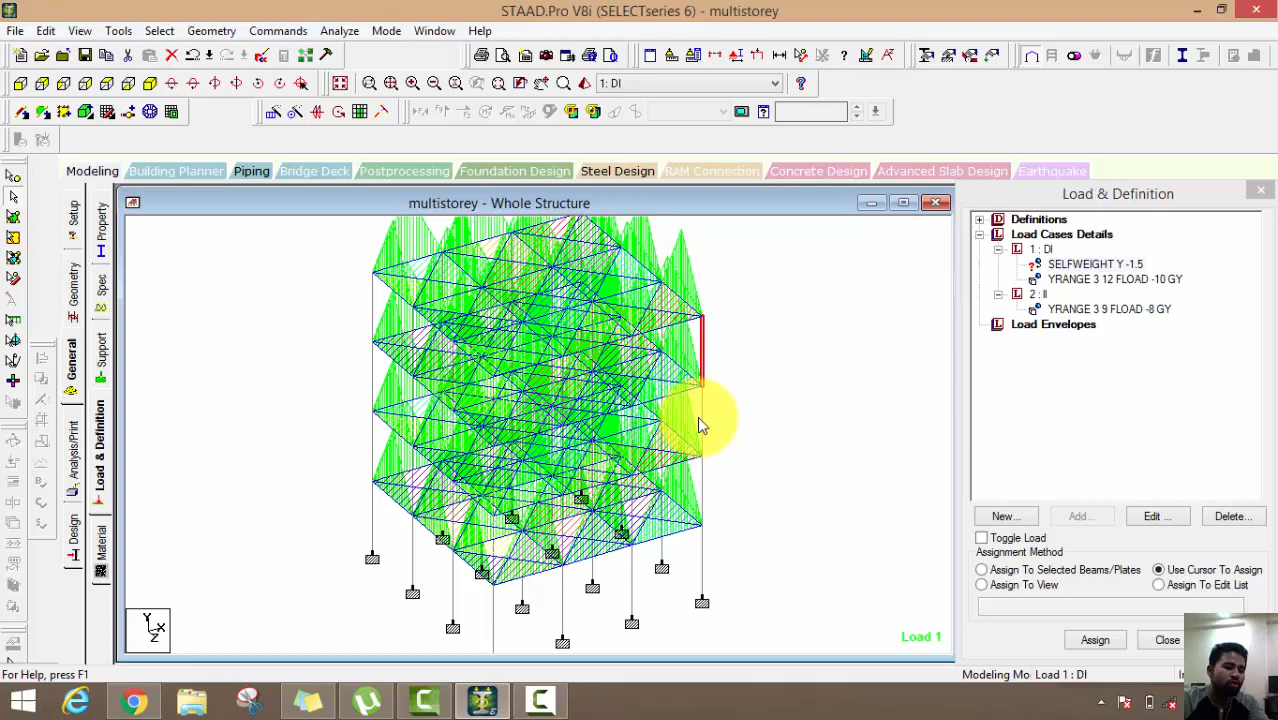 STAAD.Pro V8i (SELECTseries 6) - multistorey
File Edit View Tools Select Geometry Commands Analyze Mode Window Help
1: Dl
Modeling Building Planner Piping Bridge Deck Postprocessing Foundation Design Steel Design RAM Connection Concrete Design Advanced Slab Design Earthquake
multistorey - Whole Structure
Load & Definition
Setup
Geometry
General
Analysis/Print
Design
Property
Spec
Support
Load & Definition
Material
Definitions
Load Cases Details
1 : Dl
SELFWEIGHT Y -1.5
YRANGE 3 12 FLOAD -10 GY
2 : ll
YRANGE 3 9 FLOAD -8 GY
Load Envelopes
New... Add... Edit ... Delete...
Toggle Load
Assignment Method
Assign To Selected Beams/Plates Use Cursor To Assign
Assign To View Assign To Edit List
Assign Close
Y
X
Z
Load 1
For Help, press F1
Modeling Mo Load 1 : Dl